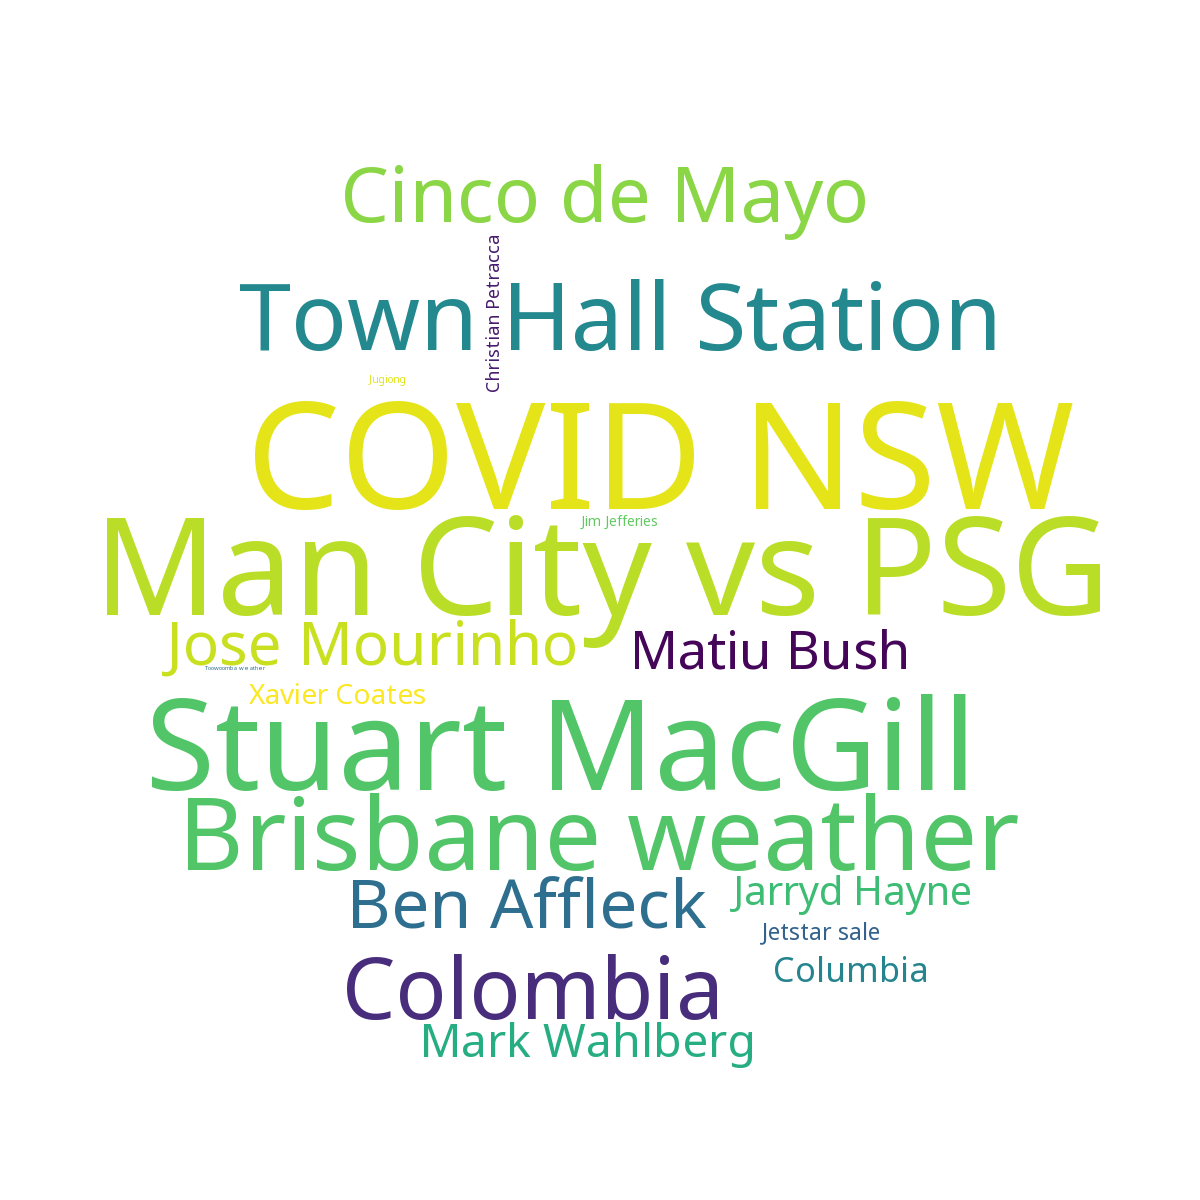 Cinco de Mayo
Christian Petracca
Town Hall Station
Jugiong
COVID NSW
Jim Jefferies
Man City vs PSG
Jose Mourinho
Matiu Bush
Toowoomba weather
Xavier Coates
Stuart MacGill
Brisbane weather
Ben Affleck
Jarryd Hayne
Jetstar sale
Colombia
Columbia
Mark Wahlberg